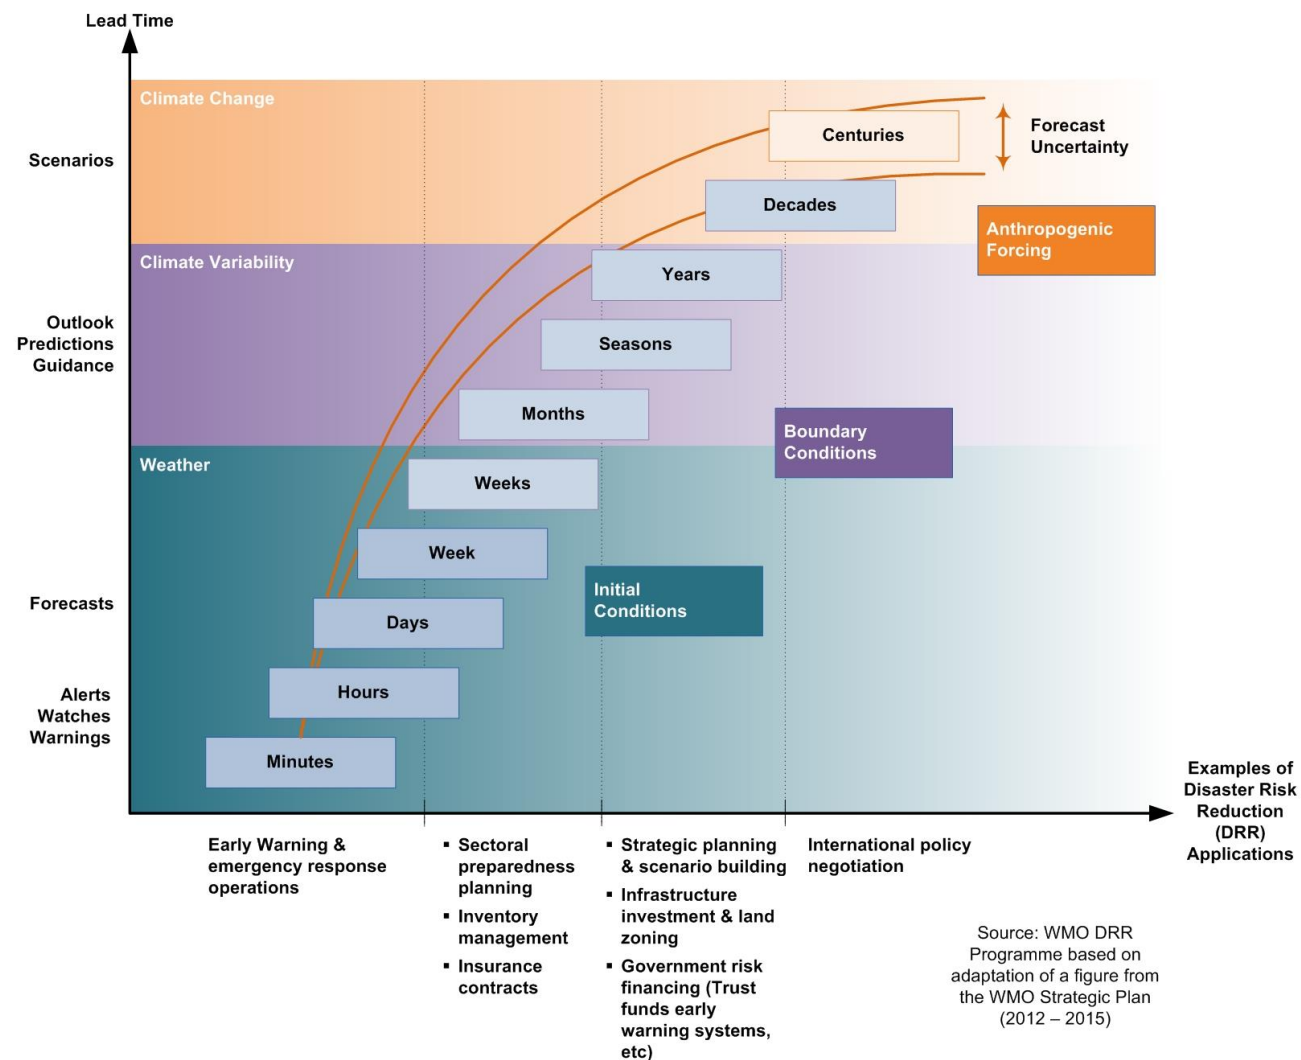 Lead Time
Climate Change
Scenarios
Centuries
Forecast
Uncertainty
Decades
Anthropogenic
Forcing
Climate Variability
Years
Outlook
Predictions
Guidance
Seasons
Months
Boundary
Conditions
Weather
Weeks
Week
Initial
Conditions
Forecasts
Days
Alerts
Watches
Warnings
Hours
Minutes
Examples of
Disaster Risk
Reduction
(DRR)
Applications
Early Warning &
emergency response
operations
▪ Sectoral
preparedness
planning
▪ Inventory
management
▪ Insurance
contracts
▪ Strategic planning
& scenario building
▪ Infrastructure
investment & land
zoning
▪ Government risk
financing (Trust
funds early
warning systems,
etc)
International policy
negotiation
Source: WMO DRR
Programme based on
adaptation of a figure from
the WMO Strategic Plan
(2012 – 2015)